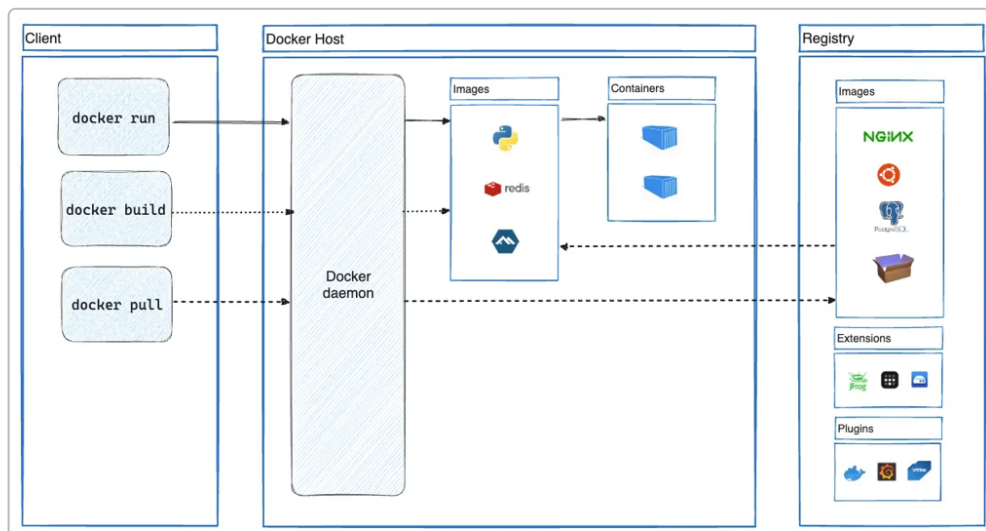 Client
docker run
docker build
docker pull
Docker Host
Docker
daemon
Images
redis
Containers
Registry
Images
NGINX
PostgreSQL
Extensions
JFrog
Plugins